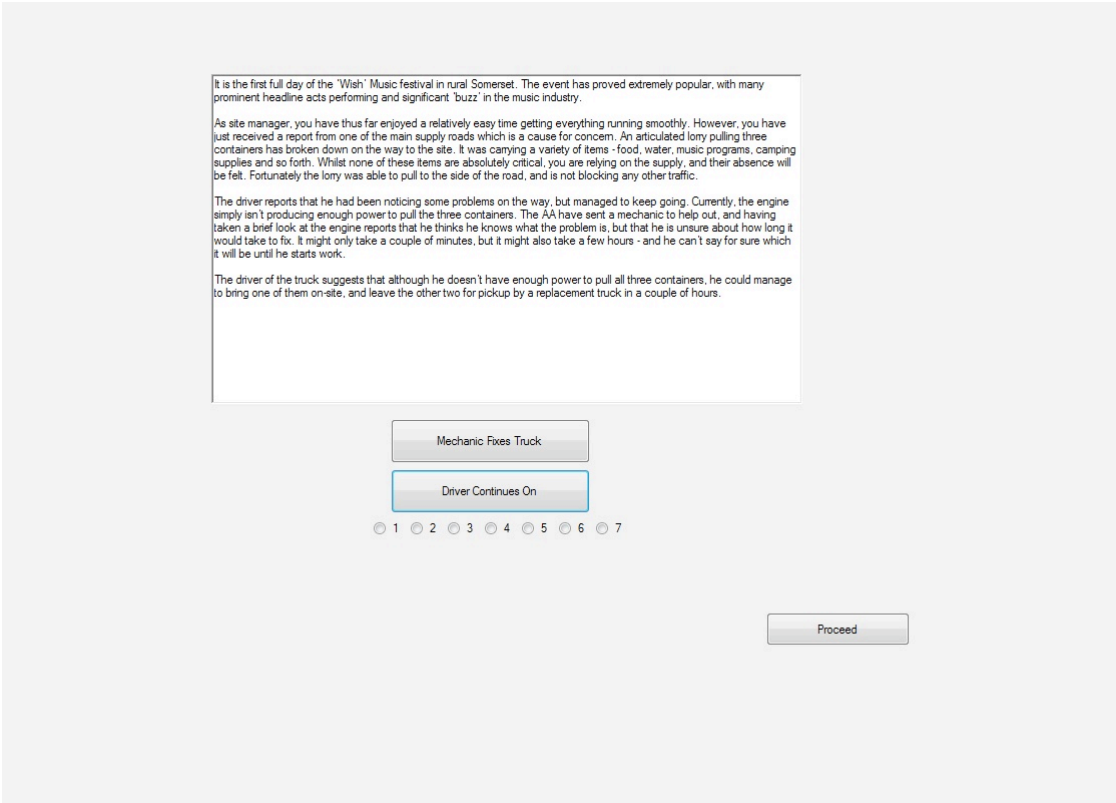 It is the first full day of the 'Wish' Music festival in rural Somerset. The event has proved extremely popular, with many
prominent headline acts performing and significant 'buzz' in the music industry.
As site manager, you have thus far enjoyed a relatively easy time getting everything running smoothly. However, you have
just received a report from one of the main supply roads which is a cause for concern. An articulated lorry pulling three
containers has broken down on the way to the site. It was carrying a variety of items - food, water, music programs, camping
supplies and so forth. Whilst none of these items are absolutely critical, you are relying on the supply, and their absence will
be felt. Fortunately the lorry was able to pull to the side of the road, and is not blocking any other traffic.
The driver reports that he had been noticing some problems on the way, but managed to keep going. Currently, the engine
simply isn't producing enough power to pull the three containers. The AA have sent a mechanic to help out, and having
taken a brief look at the engine reports that he thinks he knows what the problem is, but that he is unsure about how long it
would take to fix. It might only take a couple of minutes, but it might also take a few hours - and he can't say for sure which
it will be until he starts work.
The driver of the truck suggests that although he doesn't have enough power to pull all three containers, he could manage
to bring one of them on-site, and leave the other two for pickup by a replacement truck in a couple of hours.
Mechanic Fixes Truck
Driver Continues On
1 2 3 4 5 6 7
Proceed